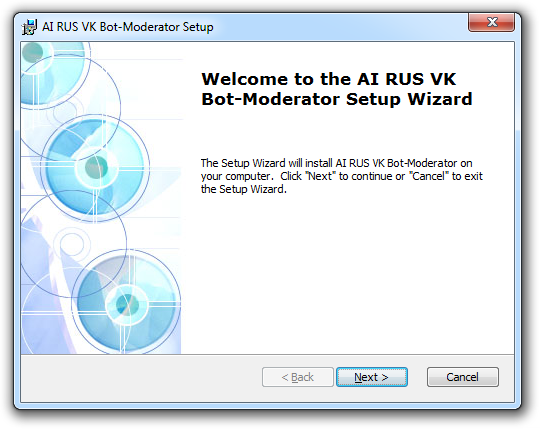 AI RUS VK Bot-Moderator Setup
Welcome to the AI RUS VK
Bot-Moderator Setup Wizard
The Setup Wizard will install AI RUS VK Bot-Moderator on
your computer.  Click "Next" to continue or "Cancel" to exit
the Setup Wizard.
< Back
Next >
Cancel